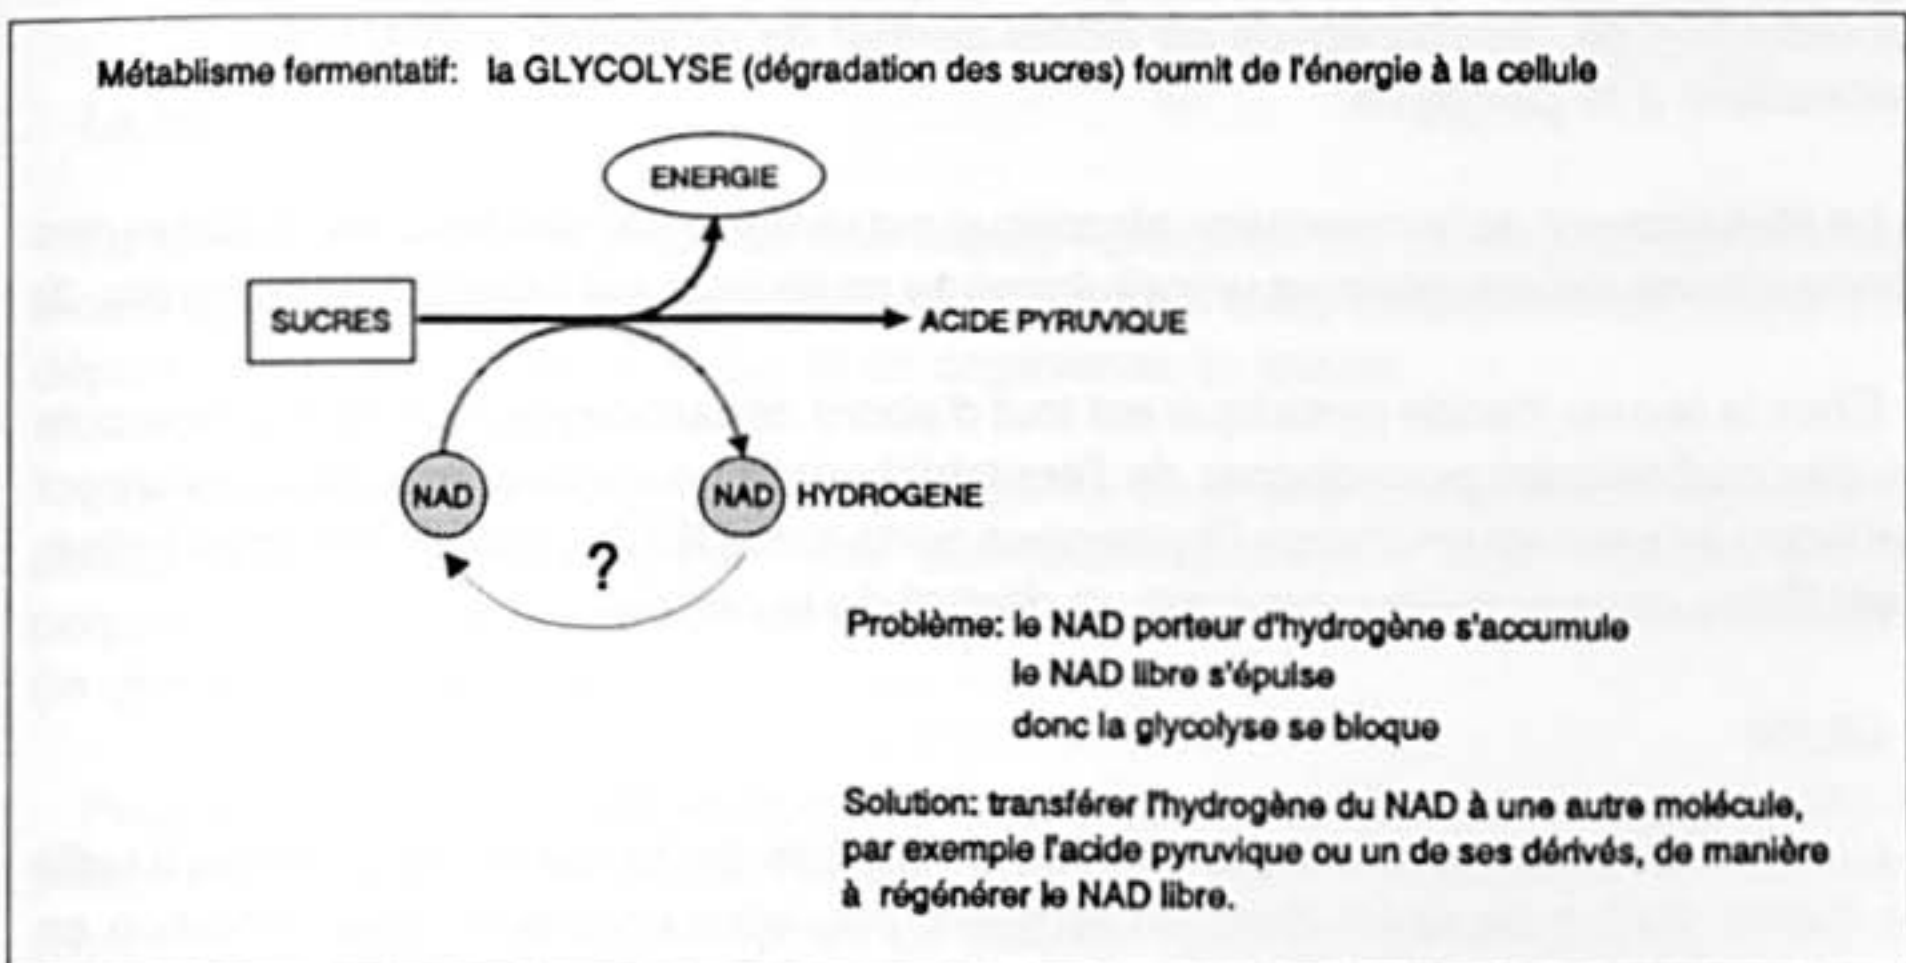 Métablisme fermentatif: la GLYCOLYSE (dégradation des sucres) fournit de l'énergie à la cellule
ENERGIE
SUCRES
ACIDE PYRUVIQUE
NAD
NAD HYDROGENE
?
Problème: le NAD porteur d'hydrogène s'accumule
le NAD libre s'épuise
donc la glycolyse se bloque
Solution: transférer l'hydrogène du NAD à une autre molécule,
par exemple l'acide pyruvique ou un de ses dérivés, de manière
à régénérer le NAD libre.